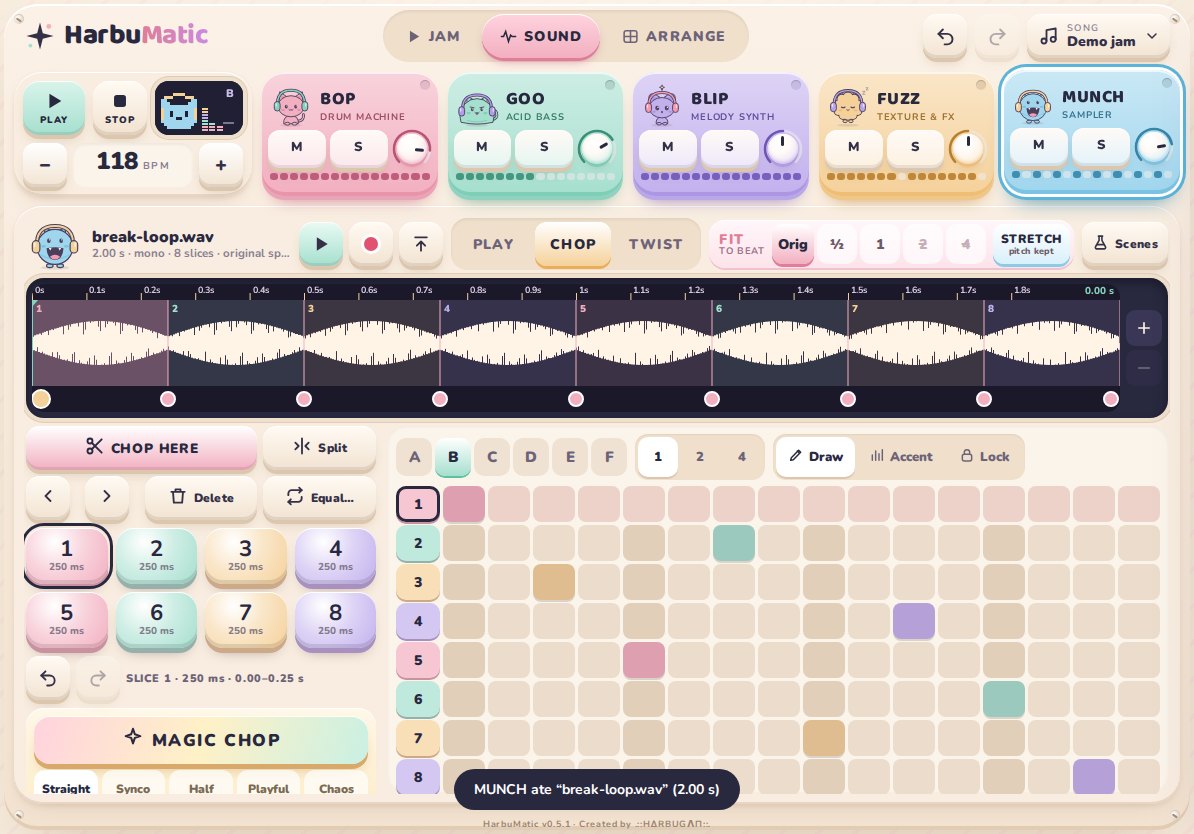 HarbuMatic
JAM
SOUND
ARRANGE
SONG
Demo jam
PLAY
STOP
B
118 BPM
BOP
DRUM MACHINE
M S
GOO
ACID BASS
M S
BLIP
MELODY SYNTH
M S
FUZZ
TEXTURE & FX
M S
MUNCH
SAMPLER
M S
break-loop.wav
2.00 s · mono · 8 slices · original sp...
PLAY
CHOP
TWIST
FIT
TO BEAT
Orig
½
1
2
4
STRETCH
pitch kept
Scenes
0s 0.1s 0.2s 0.3s 0.4s 0.5s 0.6s 0.7s 0.8s 0.9s 1s 1.1s 1.2s 1.3s 1.4s 1.5s 1.6s 1.7s 1.8s 0.00 s
1 2 3 4 5 6 7 8
CHOP HERE
Split
Delete
Equal...
1
250 ms
2
250 ms
3
250 ms
4
250 ms
5
250 ms
6
250 ms
7
250 ms
8
250 ms
SLICE 1 · 250 ms · 0.00–0.25 s
MAGIC CHOP
Straight
Synco
Half
Playful
Chaos
A B C D E F
1 2 4
Draw
Accent
Lock
1
2
3
4
5
6
7
8
MUNCH ate “break-loop.wav” (2.00 s)
HarbuMatic v0.5.1 · Created by .::HΔRBUGΛΠ::.